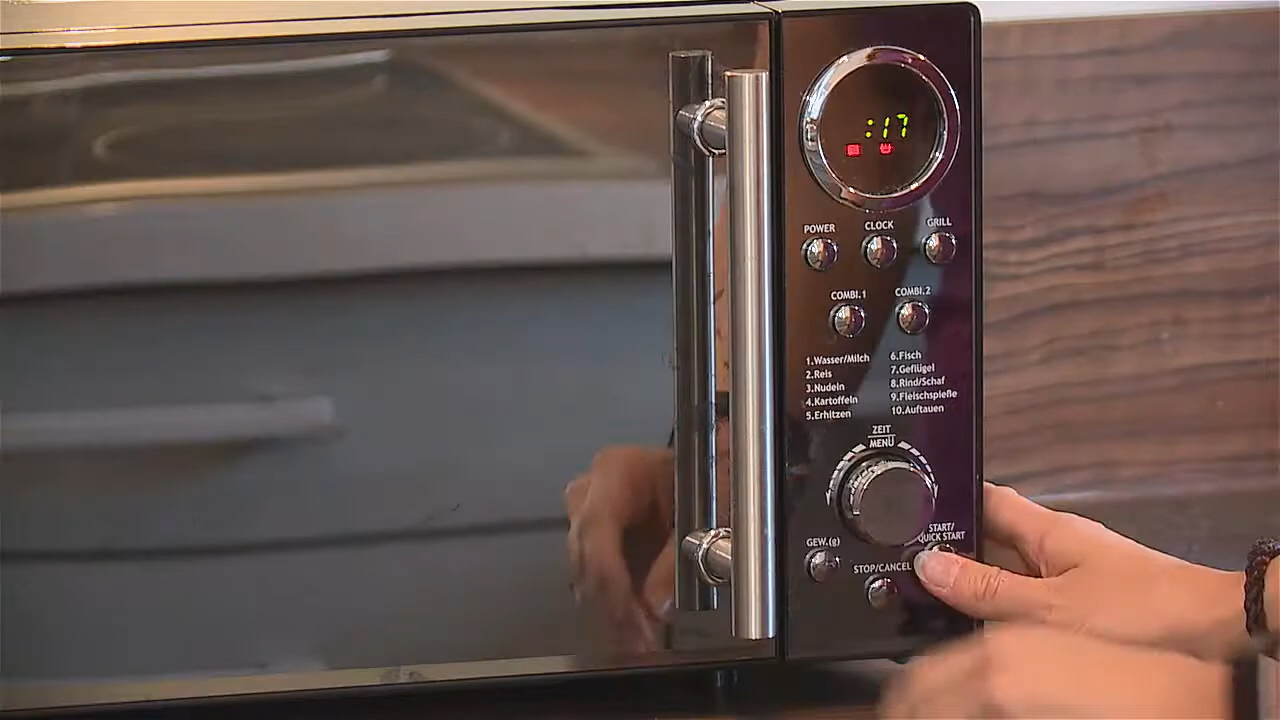 :17
POWER CLOCK GRILL
COMBI.1 COMBI.2
1.Wasser/Milch
2.Reis
3.Nudeln
4.Kartoffeln
5.Erhitzen
6.Fisch
7.Geflügel
8.Rind/Schaf
9.Fleischspieße
10.Auftauen
ZEIT
MENÜ
START/
QUICK START
GEW.(g)
STOP/CANCEL